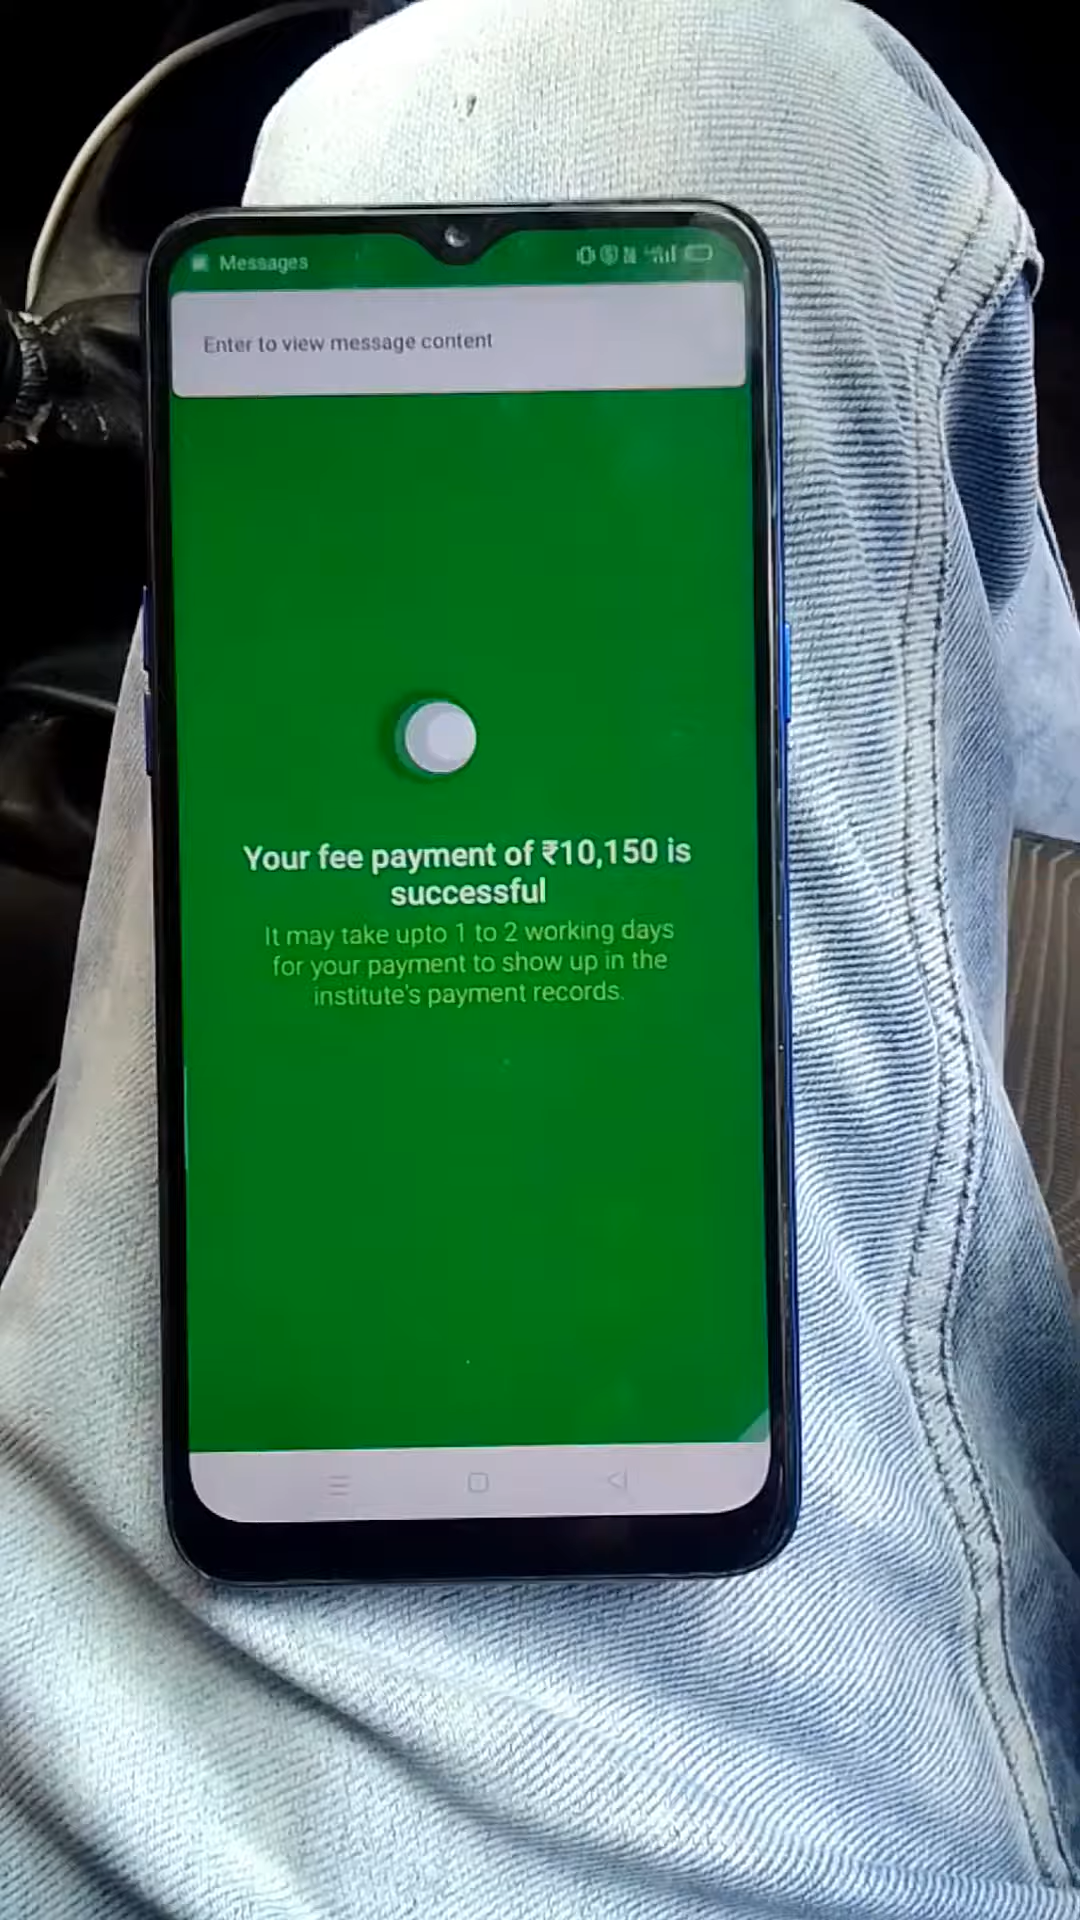 Messages
Enter to view message content
Your fee payment of ₹10,150 is
successful
It may take upto 1 to 2 working days
for your payment to show up in the
institute's payment records.